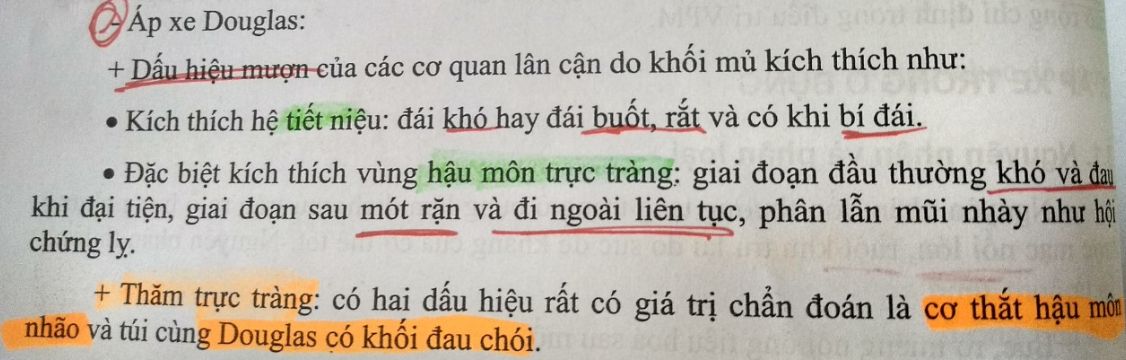 - Áp xe Douglas:
+ Dấu hiệu mượn của các cơ quan lân cận do khối mủ kích thích như:
• Kích thích hệ tiết niệu: đái khó hay đái buốt, rắt và có khi bí đái.
• Đặc biệt kích thích vùng hậu môn trực tràng: giai đoạn đầu thường khó và đau
khi đại tiện, giai đoạn sau mót rặn và đi ngoài liên tục, phân lẫn mũi nhày như hội
chứng lỵ.
+ Thăm trực tràng: có hai dấu hiệu rất có giá trị chẩn đoán là cơ thắt hậu môn
nhão và túi cùng Douglas có khối đau chói.